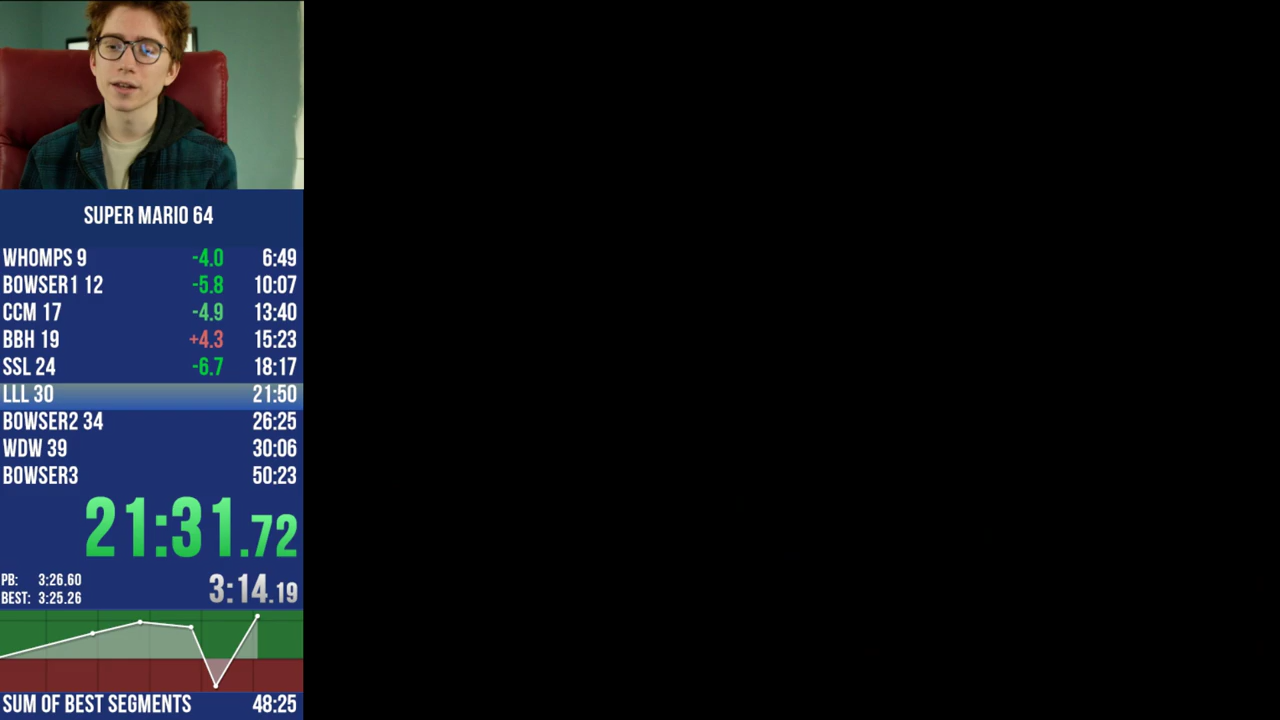 SUPER MARIO 64
WHOMPS 9 -4.0 6:49
BOWSER1 12 -5.8 10:07
CCM 17 -4.9 13:40
BBH 19 +4.3 15:23
SSL 24 -6.7 18:17
LLL 30 21:50
BOWSER2 34 26:25
WDW 39 30:06
BOWSER3 50:23
21:31.72
PB: 3:26.60 3:14.19
BEST: 3:25.26
SUM OF BEST SEGMENTS 48:25